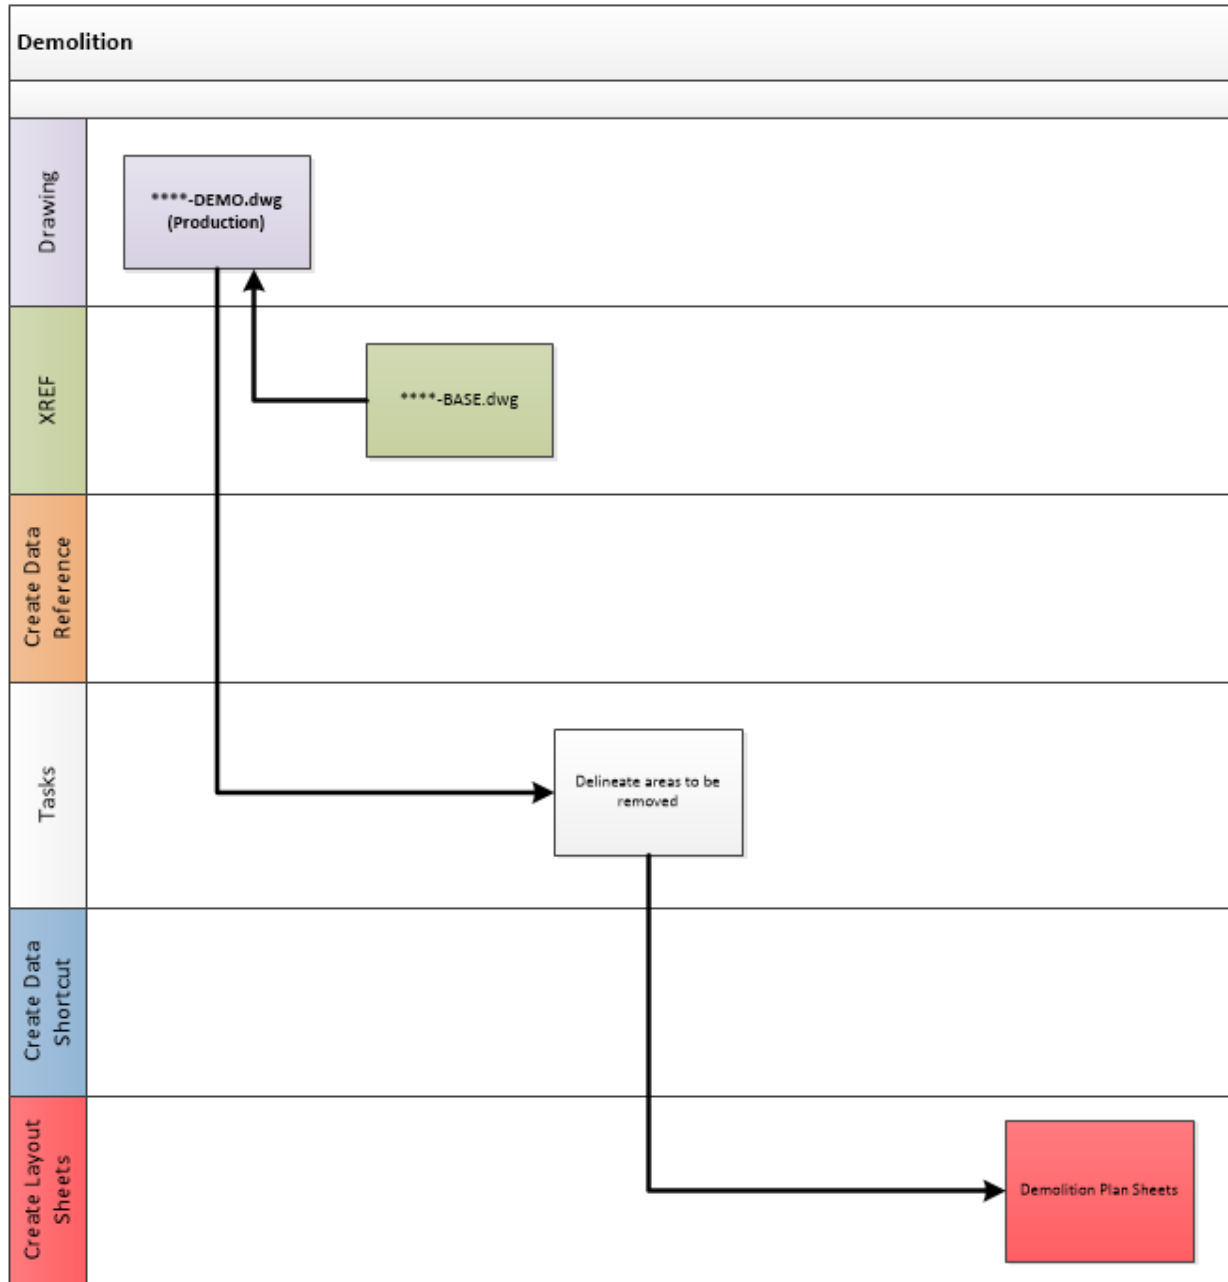 Demolition
Drawing
****-DEMO.dwg
(Production)
XREF
****-BASE.dwg
Create Data
Reference
Tasks
Delineate areas to be
removed
Create Data
Shortcut
Create Layout
Sheets
Demolition Plan Sheets